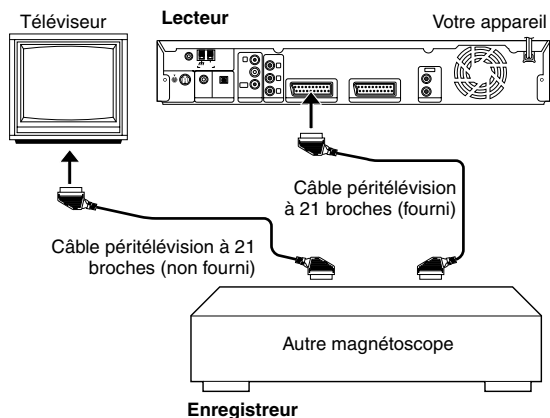 Téléviseur
Lecteur
Votre appareil
Câble péritélévision
à 21 broches (fourni)
Câble péritélévision à 21
broches (non fourni)
Autre magnétoscope
Enregistreur